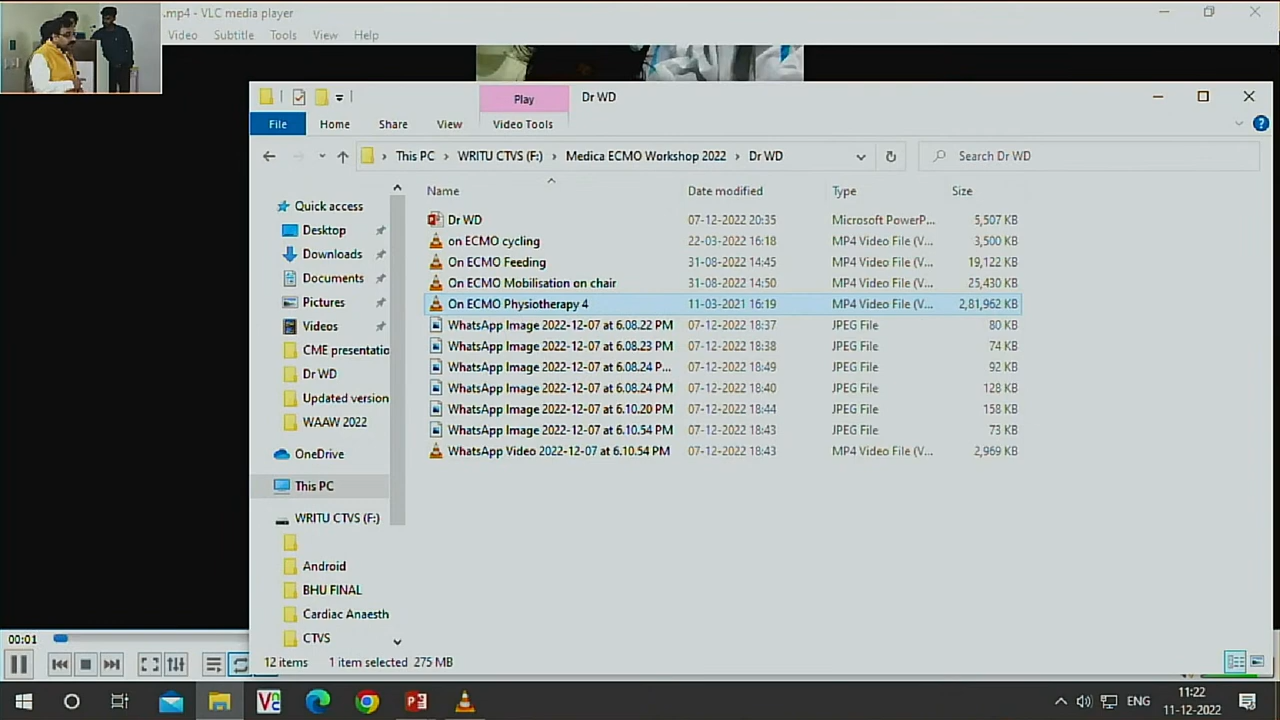 .mp4 - VLC media player
Video Subtitle Tools View Help
Play Dr WD
File Home Share View Video Tools
This PC › WRITU CTVS (F:) › Medica ECMO Workshop 2022 › Dr WD
Search Dr WD
Name Date modified Type Size
Quick access
Desktop
Downloads
Documents
Pictures
Videos
CME presentatio
Dr WD
Updated version
WAAW 2022
OneDrive
This PC
WRITU CTVS (F:)
Android
BHU FINAL
Cardiac Anaesth
CTVS
Dr WD 07-12-2022 20:35 Microsoft PowerP... 5,507 KB
on ECMO cycling 22-03-2022 16:18 MP4 Video File (V... 3,500 KB
On ECMO Feeding 31-08-2022 14:45 MP4 Video File (V... 19,122 KB
On ECMO Mobilisation on chair 31-08-2022 14:50 MP4 Video File (V... 25,430 KB
On ECMO Physiotherapy 4 11-03-2021 16:19 MP4 Video File (V... 2,81,962 KB
WhatsApp Image 2022-12-07 at 6.08.22 PM 07-12-2022 18:37 JPEG File 80 KB
WhatsApp Image 2022-12-07 at 6.08.23 PM 07-12-2022 18:38 JPEG File 74 KB
WhatsApp Image 2022-12-07 at 6.08.24 P... 07-12-2022 18:49 JPEG File 92 KB
WhatsApp Image 2022-12-07 at 6.08.24 PM 07-12-2022 18:40 JPEG File 128 KB
WhatsApp Image 2022-12-07 at 6.10.20 PM 07-12-2022 18:44 JPEG File 158 KB
WhatsApp Image 2022-12-07 at 6.10.54 PM 07-12-2022 18:43 JPEG File 73 KB
WhatsApp Video 2022-12-07 at 6.10.54 PM 07-12-2022 18:43 MP4 Video File (V... 2,969 KB
00:01
12 items 1 item selected 275 MB
ENG
11:22
11-12-2022